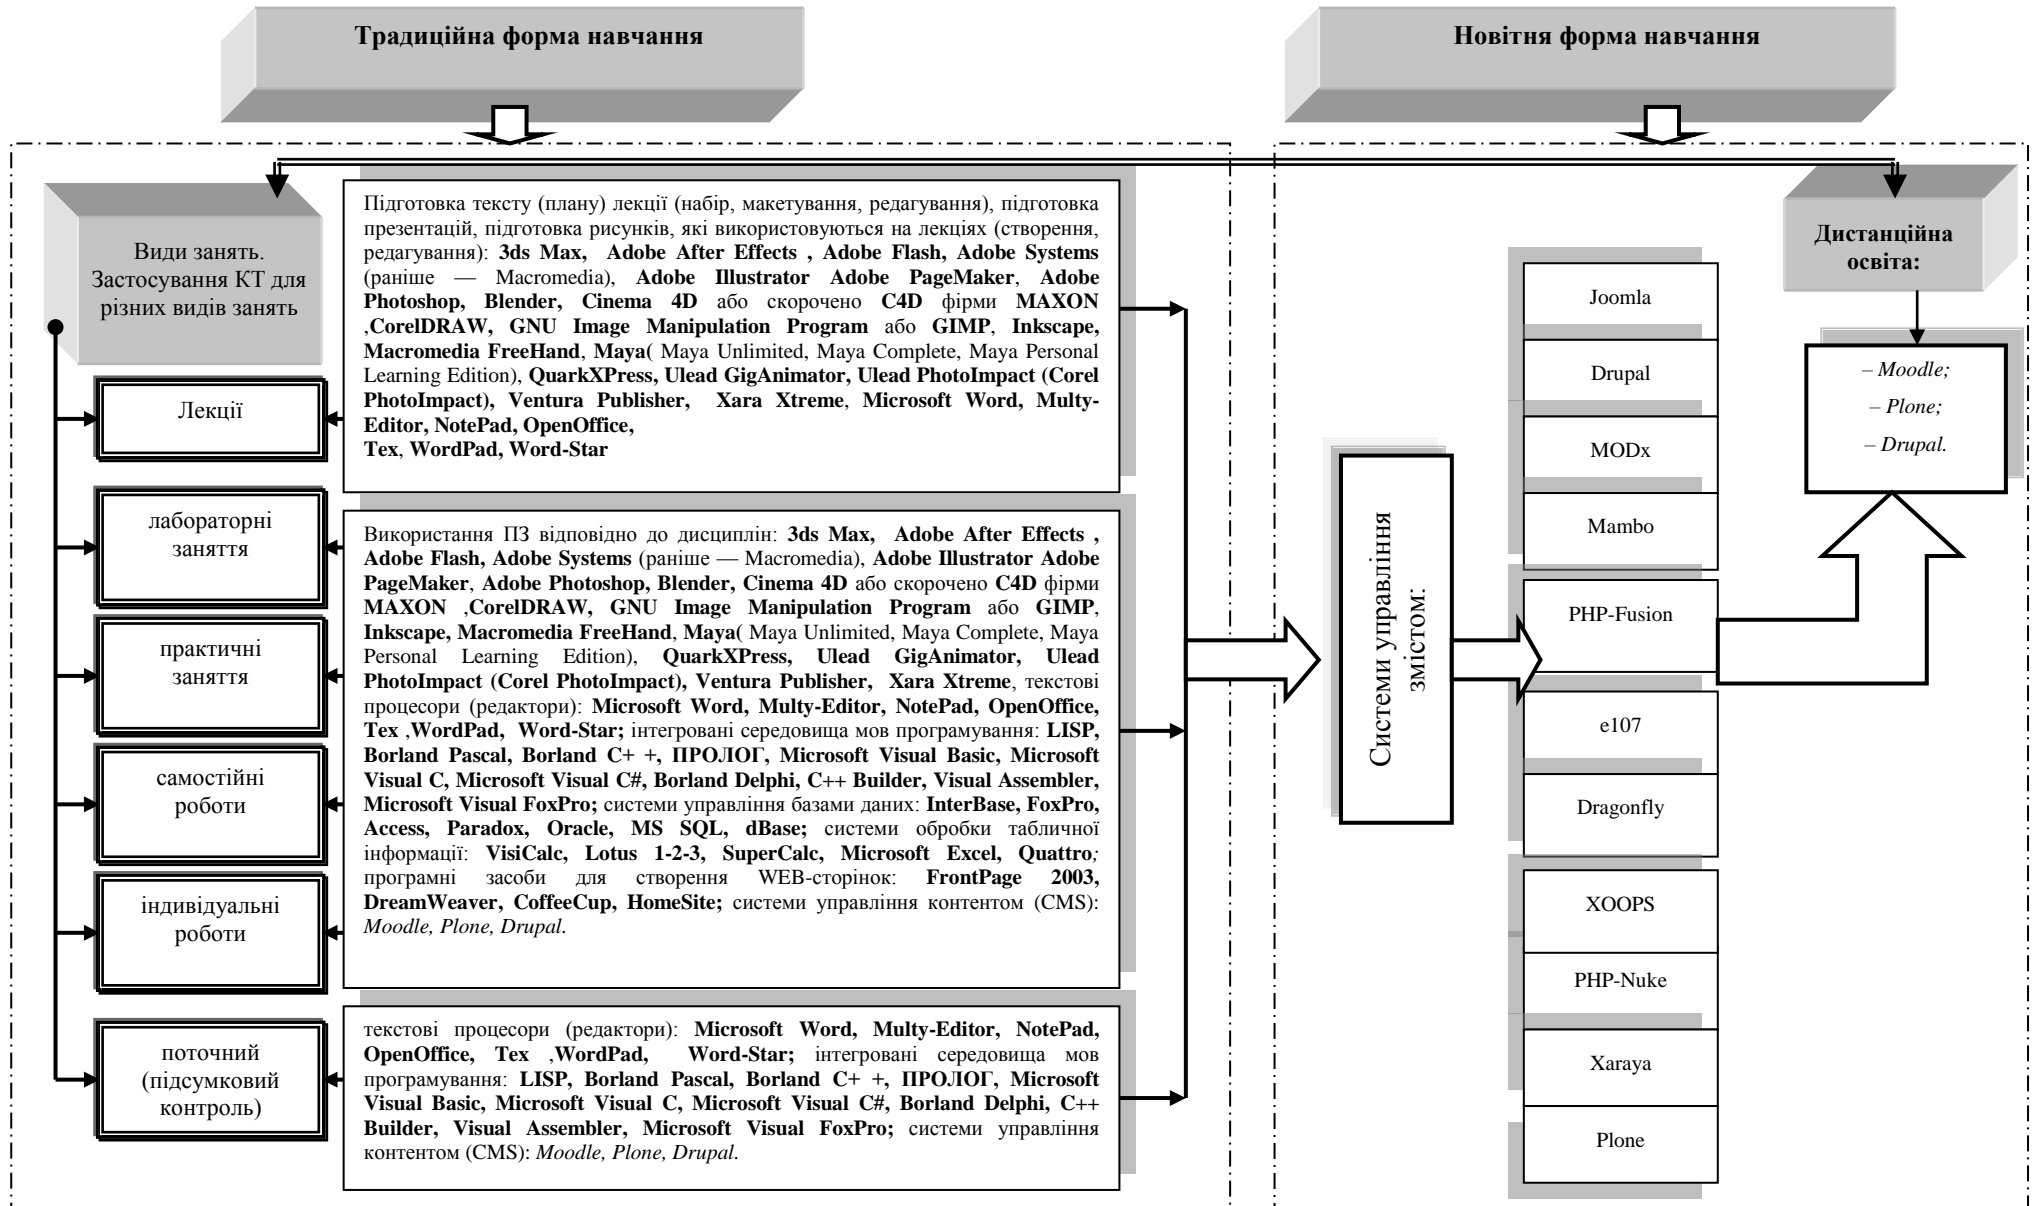 Традиційна форма навчання
Новітня форма навчання
Види занять.
Застосування КТ для
різних видів занять
Лекції
лабораторні
заняття
практичні
заняття
самостійні
роботи
індивідуальні
роботи
поточний
(підсумковий
контроль)
Підготовка тексту (плану) лекції (набір, макетування, редагування), підготовка
презентацій, підготовка рисунків, які використовуються на лекціях (створення,
редагування): 3ds Max, Adobe After Effects , Adobe Flash, Adobe Systems
(раніше — Macromedia), Adobe Illustrator Adobe PageMaker, Adobe
Photoshop, Blender, Cinema 4D або скорочено C4D фірми MAXON
,CorelDRAW, GNU Image Manipulation Program або GIMP, Inkscape,
Macromedia FreeHand, Maya( Maya Unlimited, Maya Complete, Maya Personal
Learning Edition), QuarkXPress, Ulead GigAnimator, Ulead PhotoImpact (Corel
PhotoImpact), Ventura Publisher, Xara Xtreme, Microsoft Word, Multy-
Editor, NotePad, OpenOffice,
Tex, WordPad, Word-Star
Використання ПЗ відповідно до дисциплін: 3ds Max, Adobe After Effects ,
Adobe Flash, Adobe Systems (раніше — Macromedia), Adobe Illustrator Adobe
PageMaker, Adobe Photoshop, Blender, Cinema 4D або скорочено C4D фірми
MAXON ,CorelDRAW, GNU Image Manipulation Program або GIMP,
Inkscape, Macromedia FreeHand, Maya( Maya Unlimited, Maya Complete, Maya
Personal Learning Edition), QuarkXPress, Ulead GigAnimator, Ulead
PhotoImpact (Corel PhotoImpact), Ventura Publisher, Xara Xtreme, текстові
процесори (редактори): Microsoft Word, Multy-Editor, NotePad, OpenOffice,
Tex ,WordPad, Word-Star; інтегровані середовища мов програмування: LISP,
Borland Pascal, Borland C+ +, ПРОЛОГ, Microsoft Visual Basic, Microsoft
Visual C, Microsoft Visual C#, Borland Delphi, C++ Builder, Visual Assembler,
Microsoft Visual FoxPro; системи управління базами даних: InterBase, FoxPro,
Access, Paradox, Oracle, MS SQL, dBase; системи обробки табличної
інформації: VisiCalc, Lotus 1-2-3, SuperCalc, Microsoft Excel, Quattro;
програмні засоби для створення WEB-сторінок: FrontPage 2003,
DreamWeaver, CoffeeCup, HomeSite; системи управління контентом (CMS):
Moodle, Plone, Drupal.
текстові процесори (редактори): Microsoft Word, Multy-Editor, NotePad,
OpenOffice, Tex ,WordPad, Word-Star; інтегровані середовища мов
програмування: LISP, Borland Pascal, Borland C+ +, ПРОЛОГ, Microsoft
Visual Basic, Microsoft Visual C, Microsoft Visual C#, Borland Delphi, C++
Builder, Visual Assembler, Microsoft Visual FoxPro; системи управління
контентом (CMS): Moodle, Plone, Drupal.
Системи управління
змістом:
Joomla
Drupal
MODx
Mambo
PHP-Fusion
e107
Dragonfly
XOOPS
PHP-Nuke
Xaraya
Plone
Дистанційна
освіта:
– Moodle;
– Plone;
– Drupal.